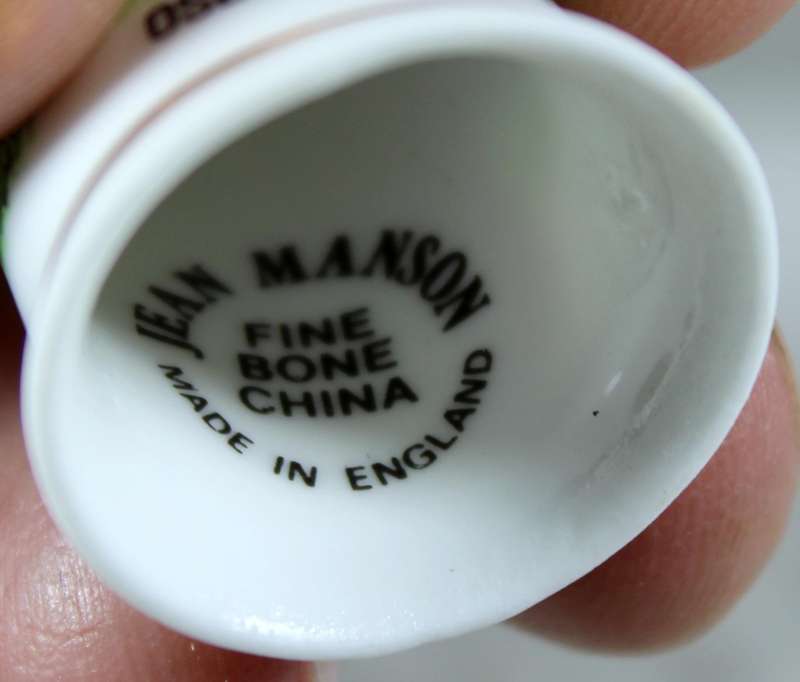 JEAN MANSON
FINE
BONE
CHINA
MADE IN ENGLAND